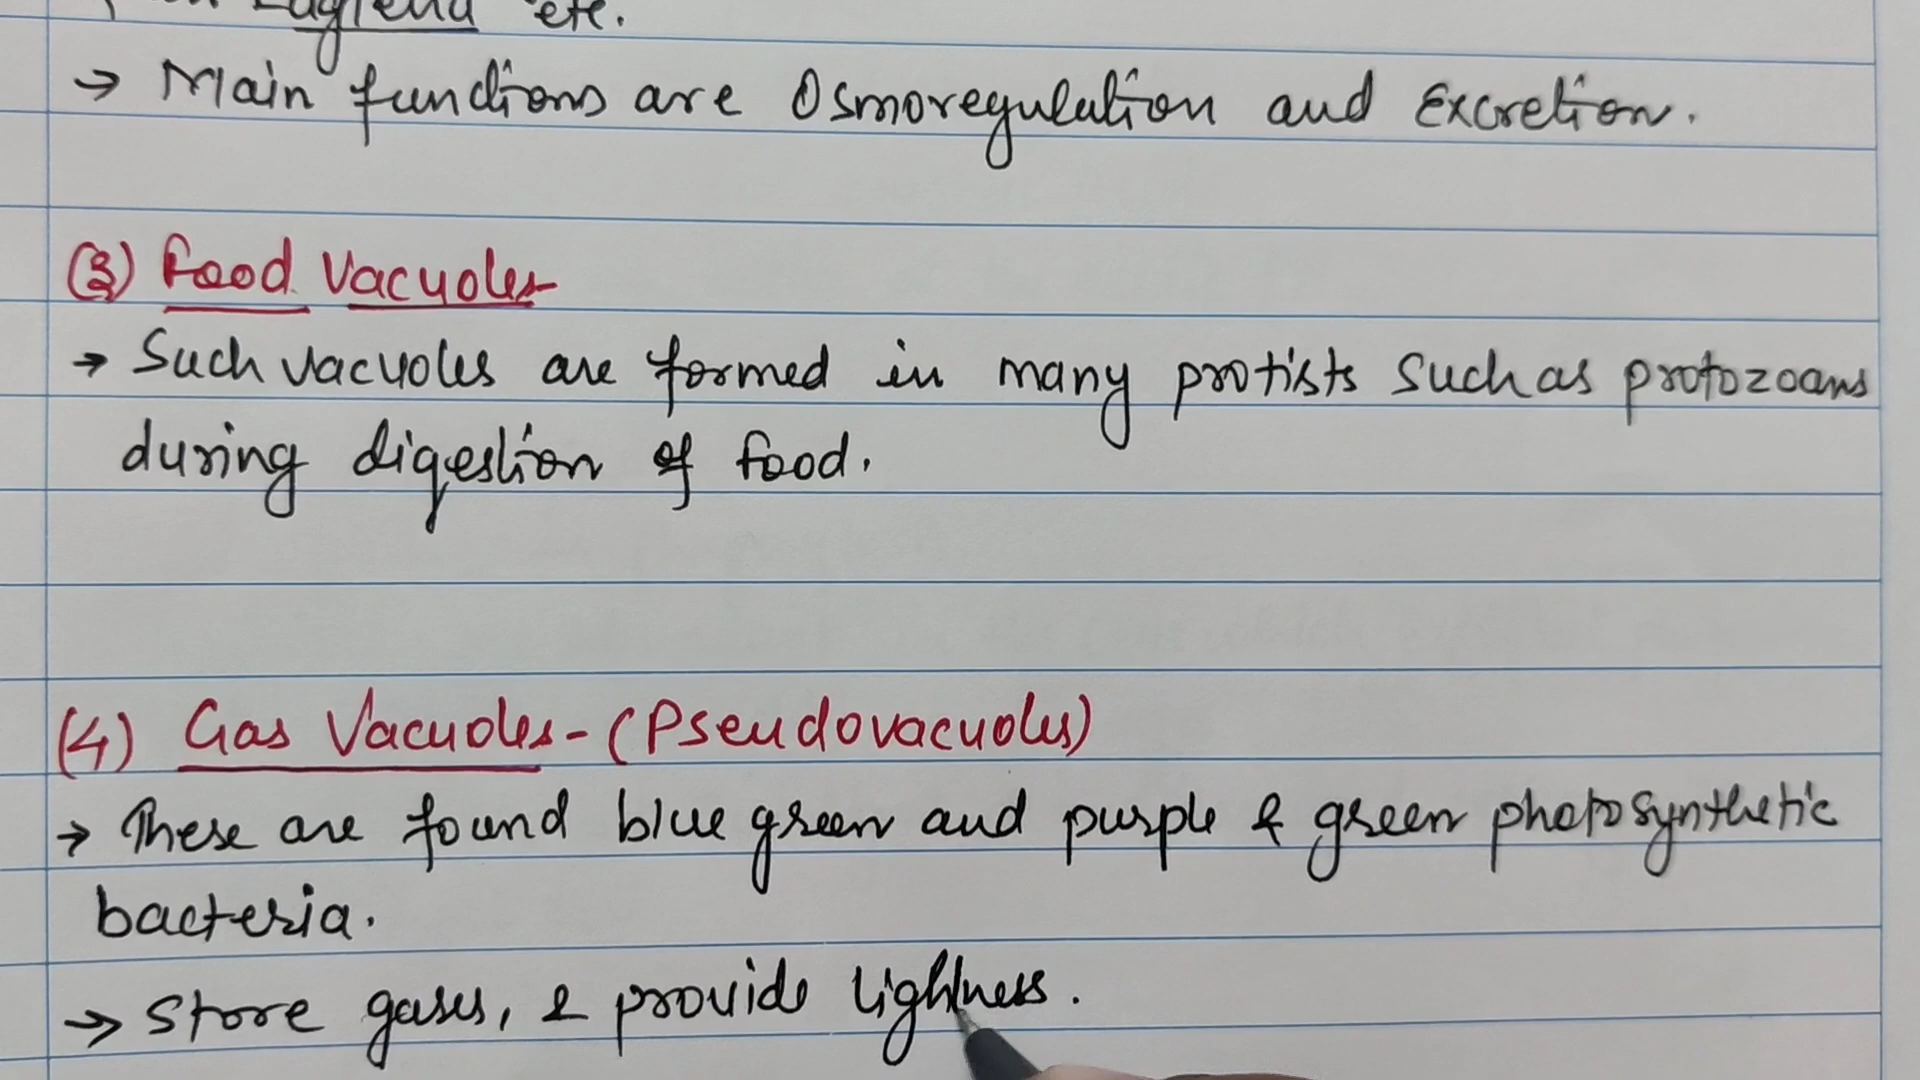 etc.
→ Main functions are Osmoregulation and Excretion.
(3) Food Vacuoles
→ Such vacuoles are formed in many protists such as protozoans
during digestion of food.
(4) Gas Vacuoles - (Pseudovacuoles)
→ These are found blue green and purple & green photosynthetic
bacteria.
→ Store gases, & provide lightness.